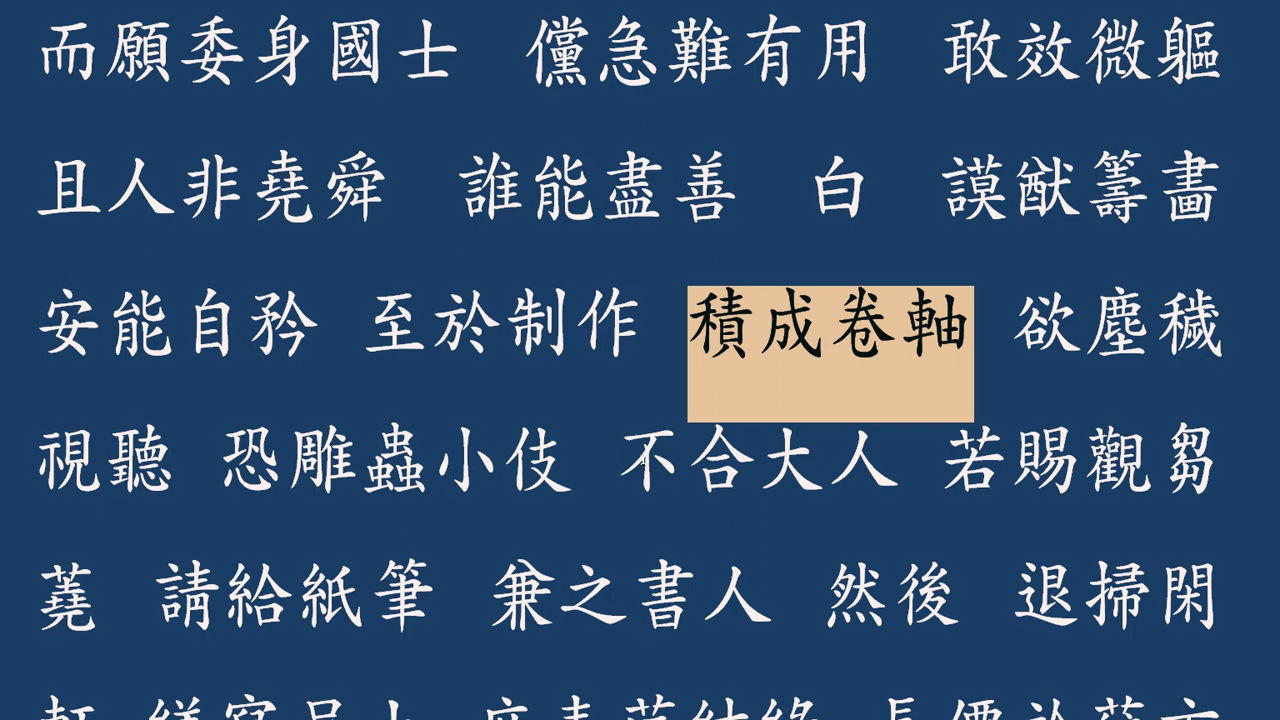 而願委身國士 儻急難有用 敢效微軀
且人非堯舜 誰能盡善 白 謨猷籌畫
安能自矜 至於制作 積成卷軸 欲塵穢
視聽 恐雕蟲小伎 不合大人 若賜觀芻
蕘 請給紙筆 兼之書人 然後 退掃閑